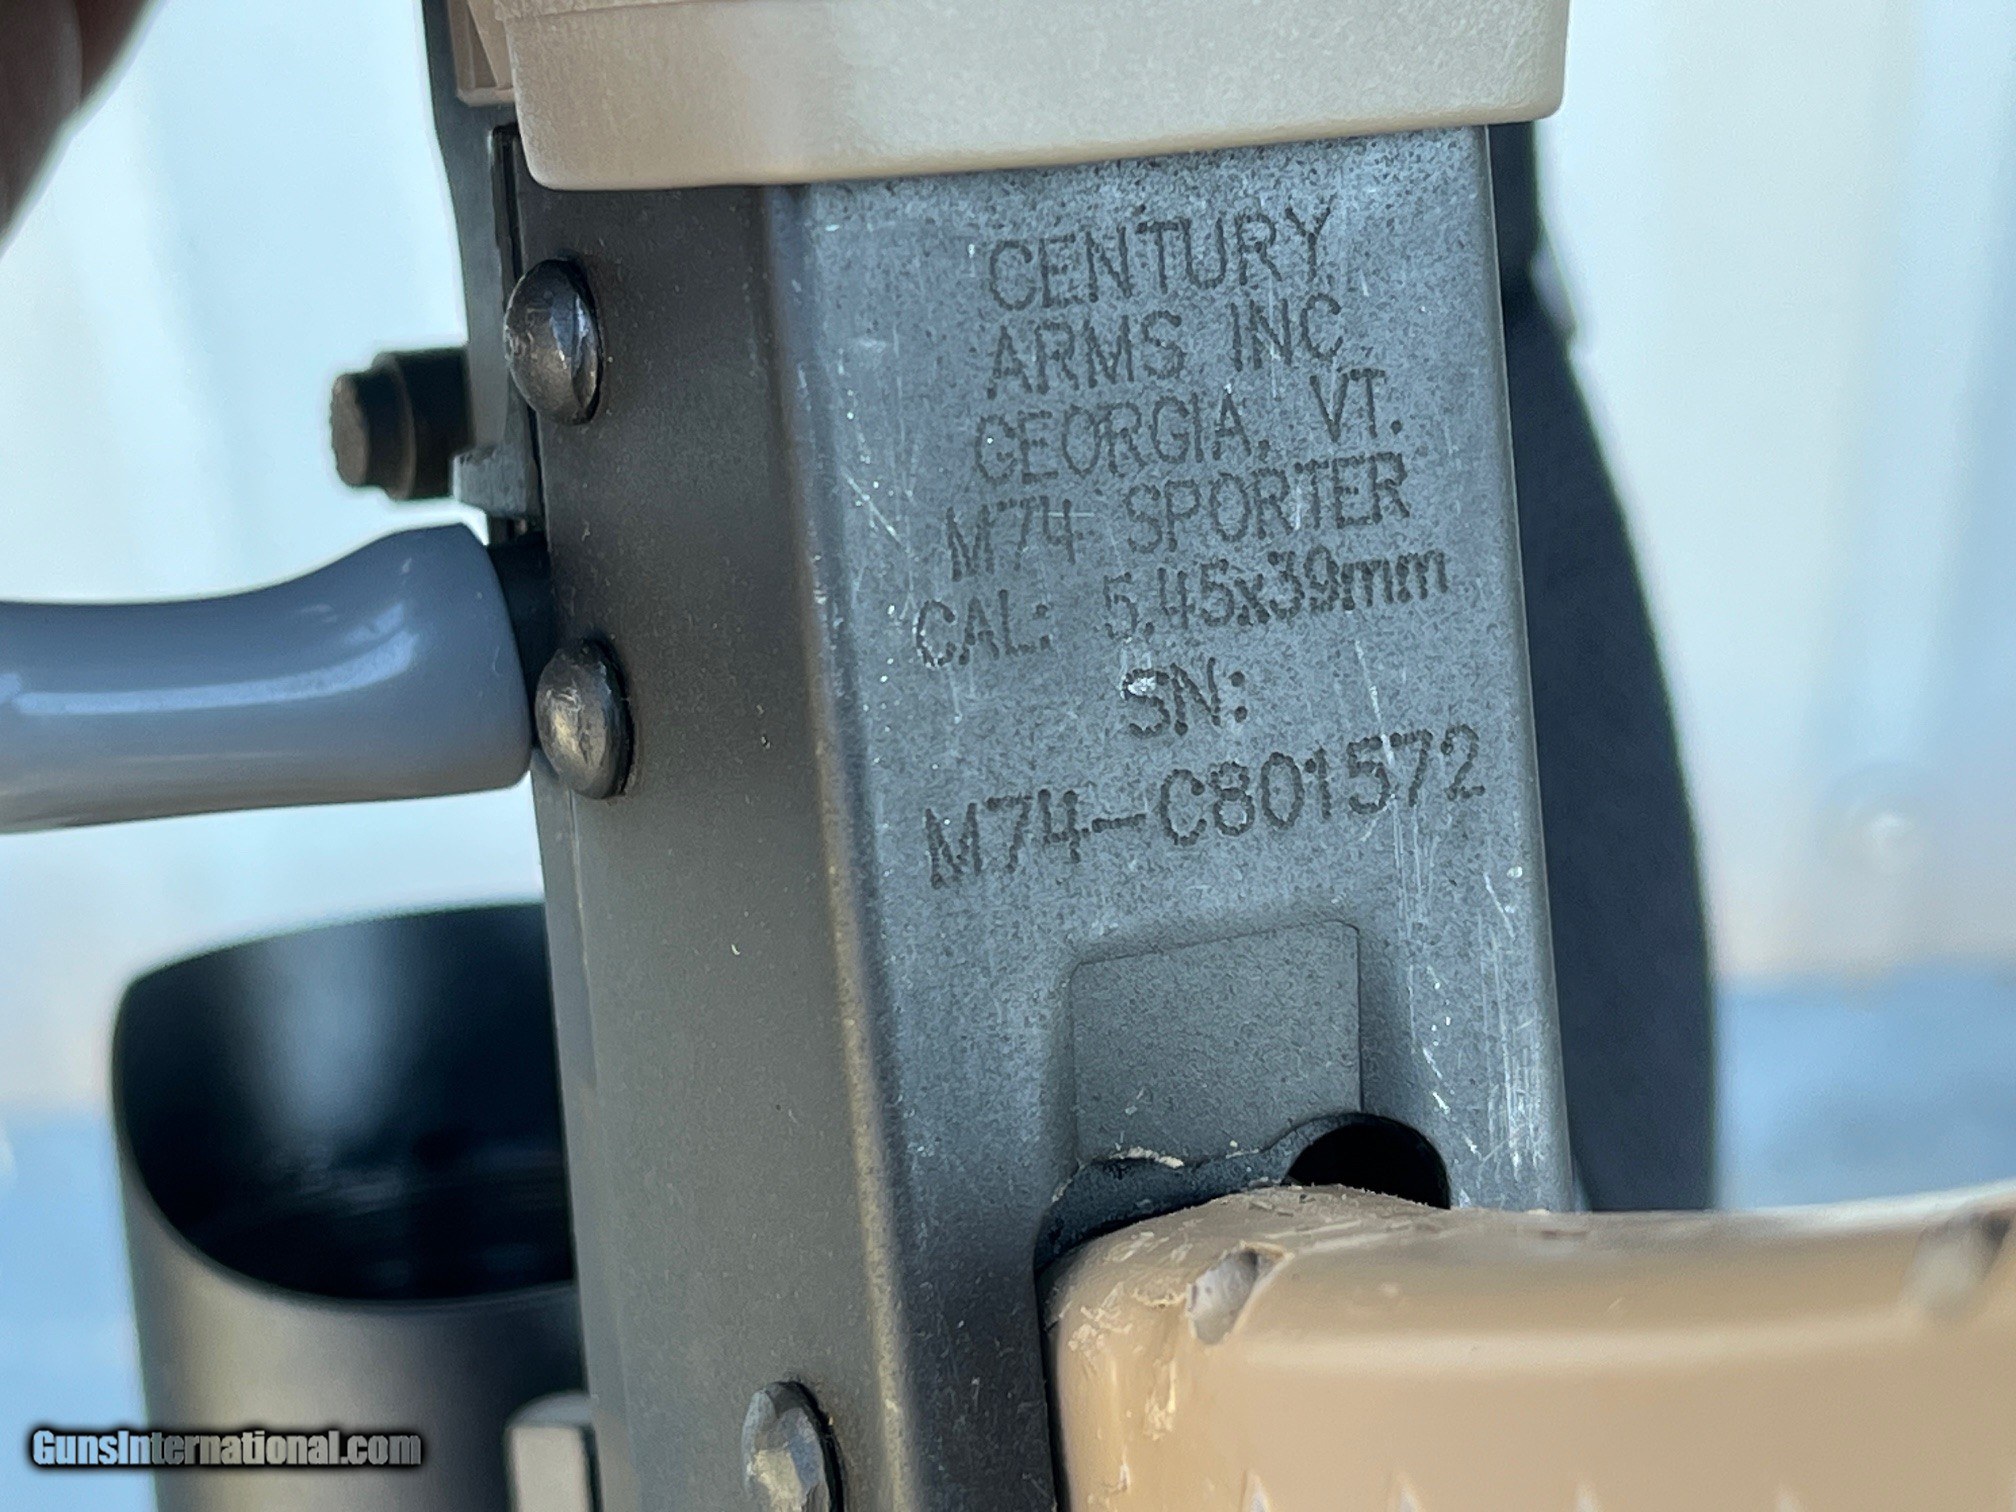 CENTURY
ARMS INC.
GEORGIA, VT.
M74 SPORTER
CAL: 5.45x39mm
SN:
M74-C801572
GunsInternational.com